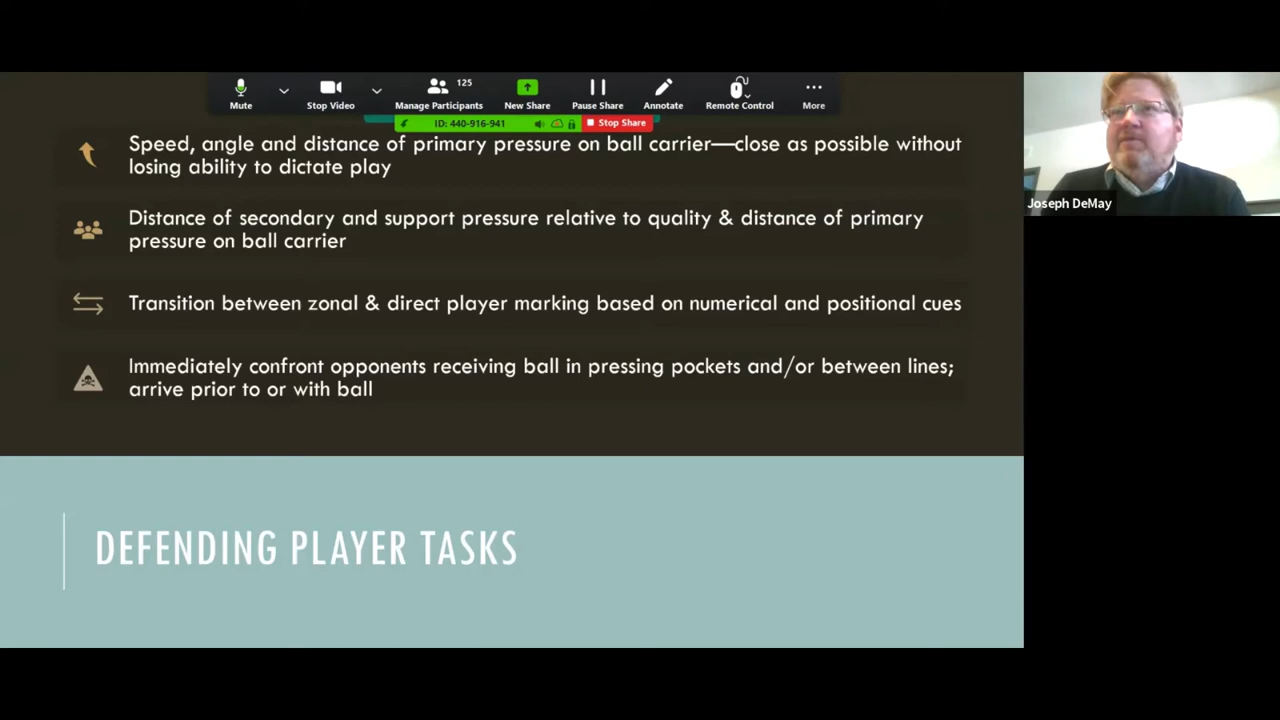 125
Mute
Stop Video
Manage Participants
New Share
Pause Share
Annotate
Remote Control
More
ID: 440-916-941
Stop Share
Speed, angle and distance of primary pressure on ball carrier—close as possible without
losing ability to dictate play
Distance of secondary and support pressure relative to quality & distance of primary
pressure on ball carrier
Transition between zonal & direct player marking based on numerical and positional cues
Immediately confront opponents receiving ball in pressing pockets and/or between lines;
arrive prior to or with ball
DEFENDING PLAYER TASKS
Joseph DeMay